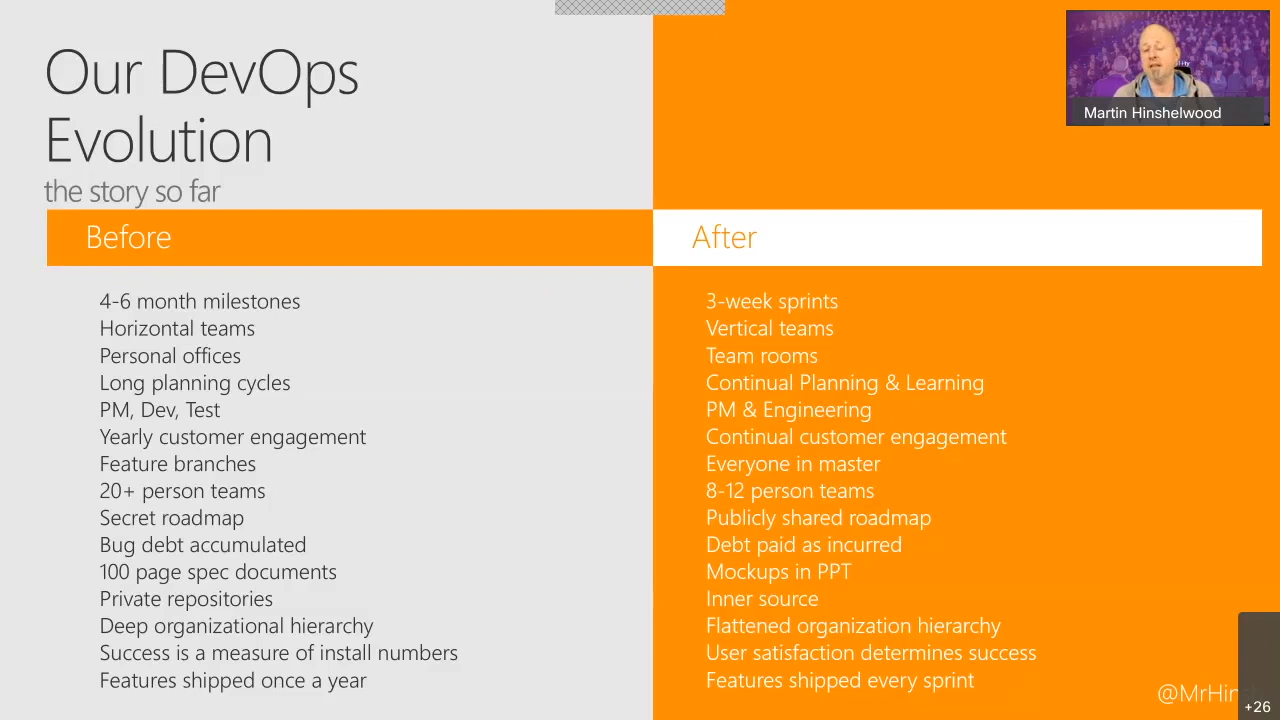 Our DevOps
Evolution
the story so far
Martin Hinshelwood
Before
After
4-6 month milestones
Horizontal teams
Personal offices
Long planning cycles
PM, Dev, Test
Yearly customer engagement
Feature branches
20+ person teams
Secret roadmap
Bug debt accumulated
100 page spec documents
Private repositories
Deep organizational hierarchy
Success is a measure of install numbers
Features shipped once a year
3-week sprints
Vertical teams
Team rooms
Continual Planning & Learning
PM & Engineering
Continual customer engagement
Everyone in master
8-12 person teams
Publicly shared roadmap
Debt paid as incurred
Mockups in PPT
Inner source
Flattened organization hierarchy
User satisfaction determines success
Features shipped every sprint
+26